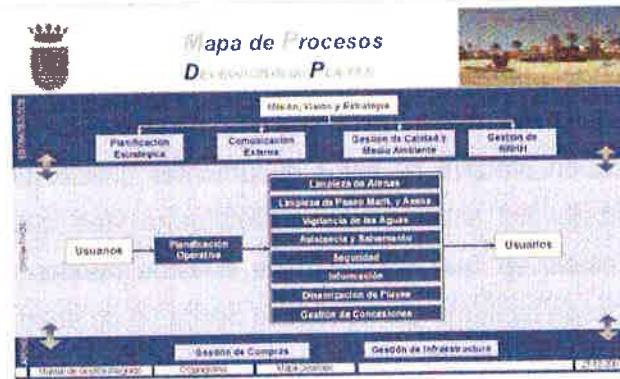 Mapa de Procesos
Misión, Visión y Estrategia
Planificación
Estratégica
Comunicación
Externa
Gestión de Calidad y
Medio Ambiente
Gestión de
RRHH
Limpieza de Arenas
Limpieza de Paseo Marít. y Aseos
Vigilancia de las Aguas
Asistencia y Salvamento
Seguridad
Información
Dinamización de Playas
Gestión de Concesiones
Usuarios
Planificación
Operativa
Usuarios
Gestión de Compras
Gestión de Infraestructura
Organigrama